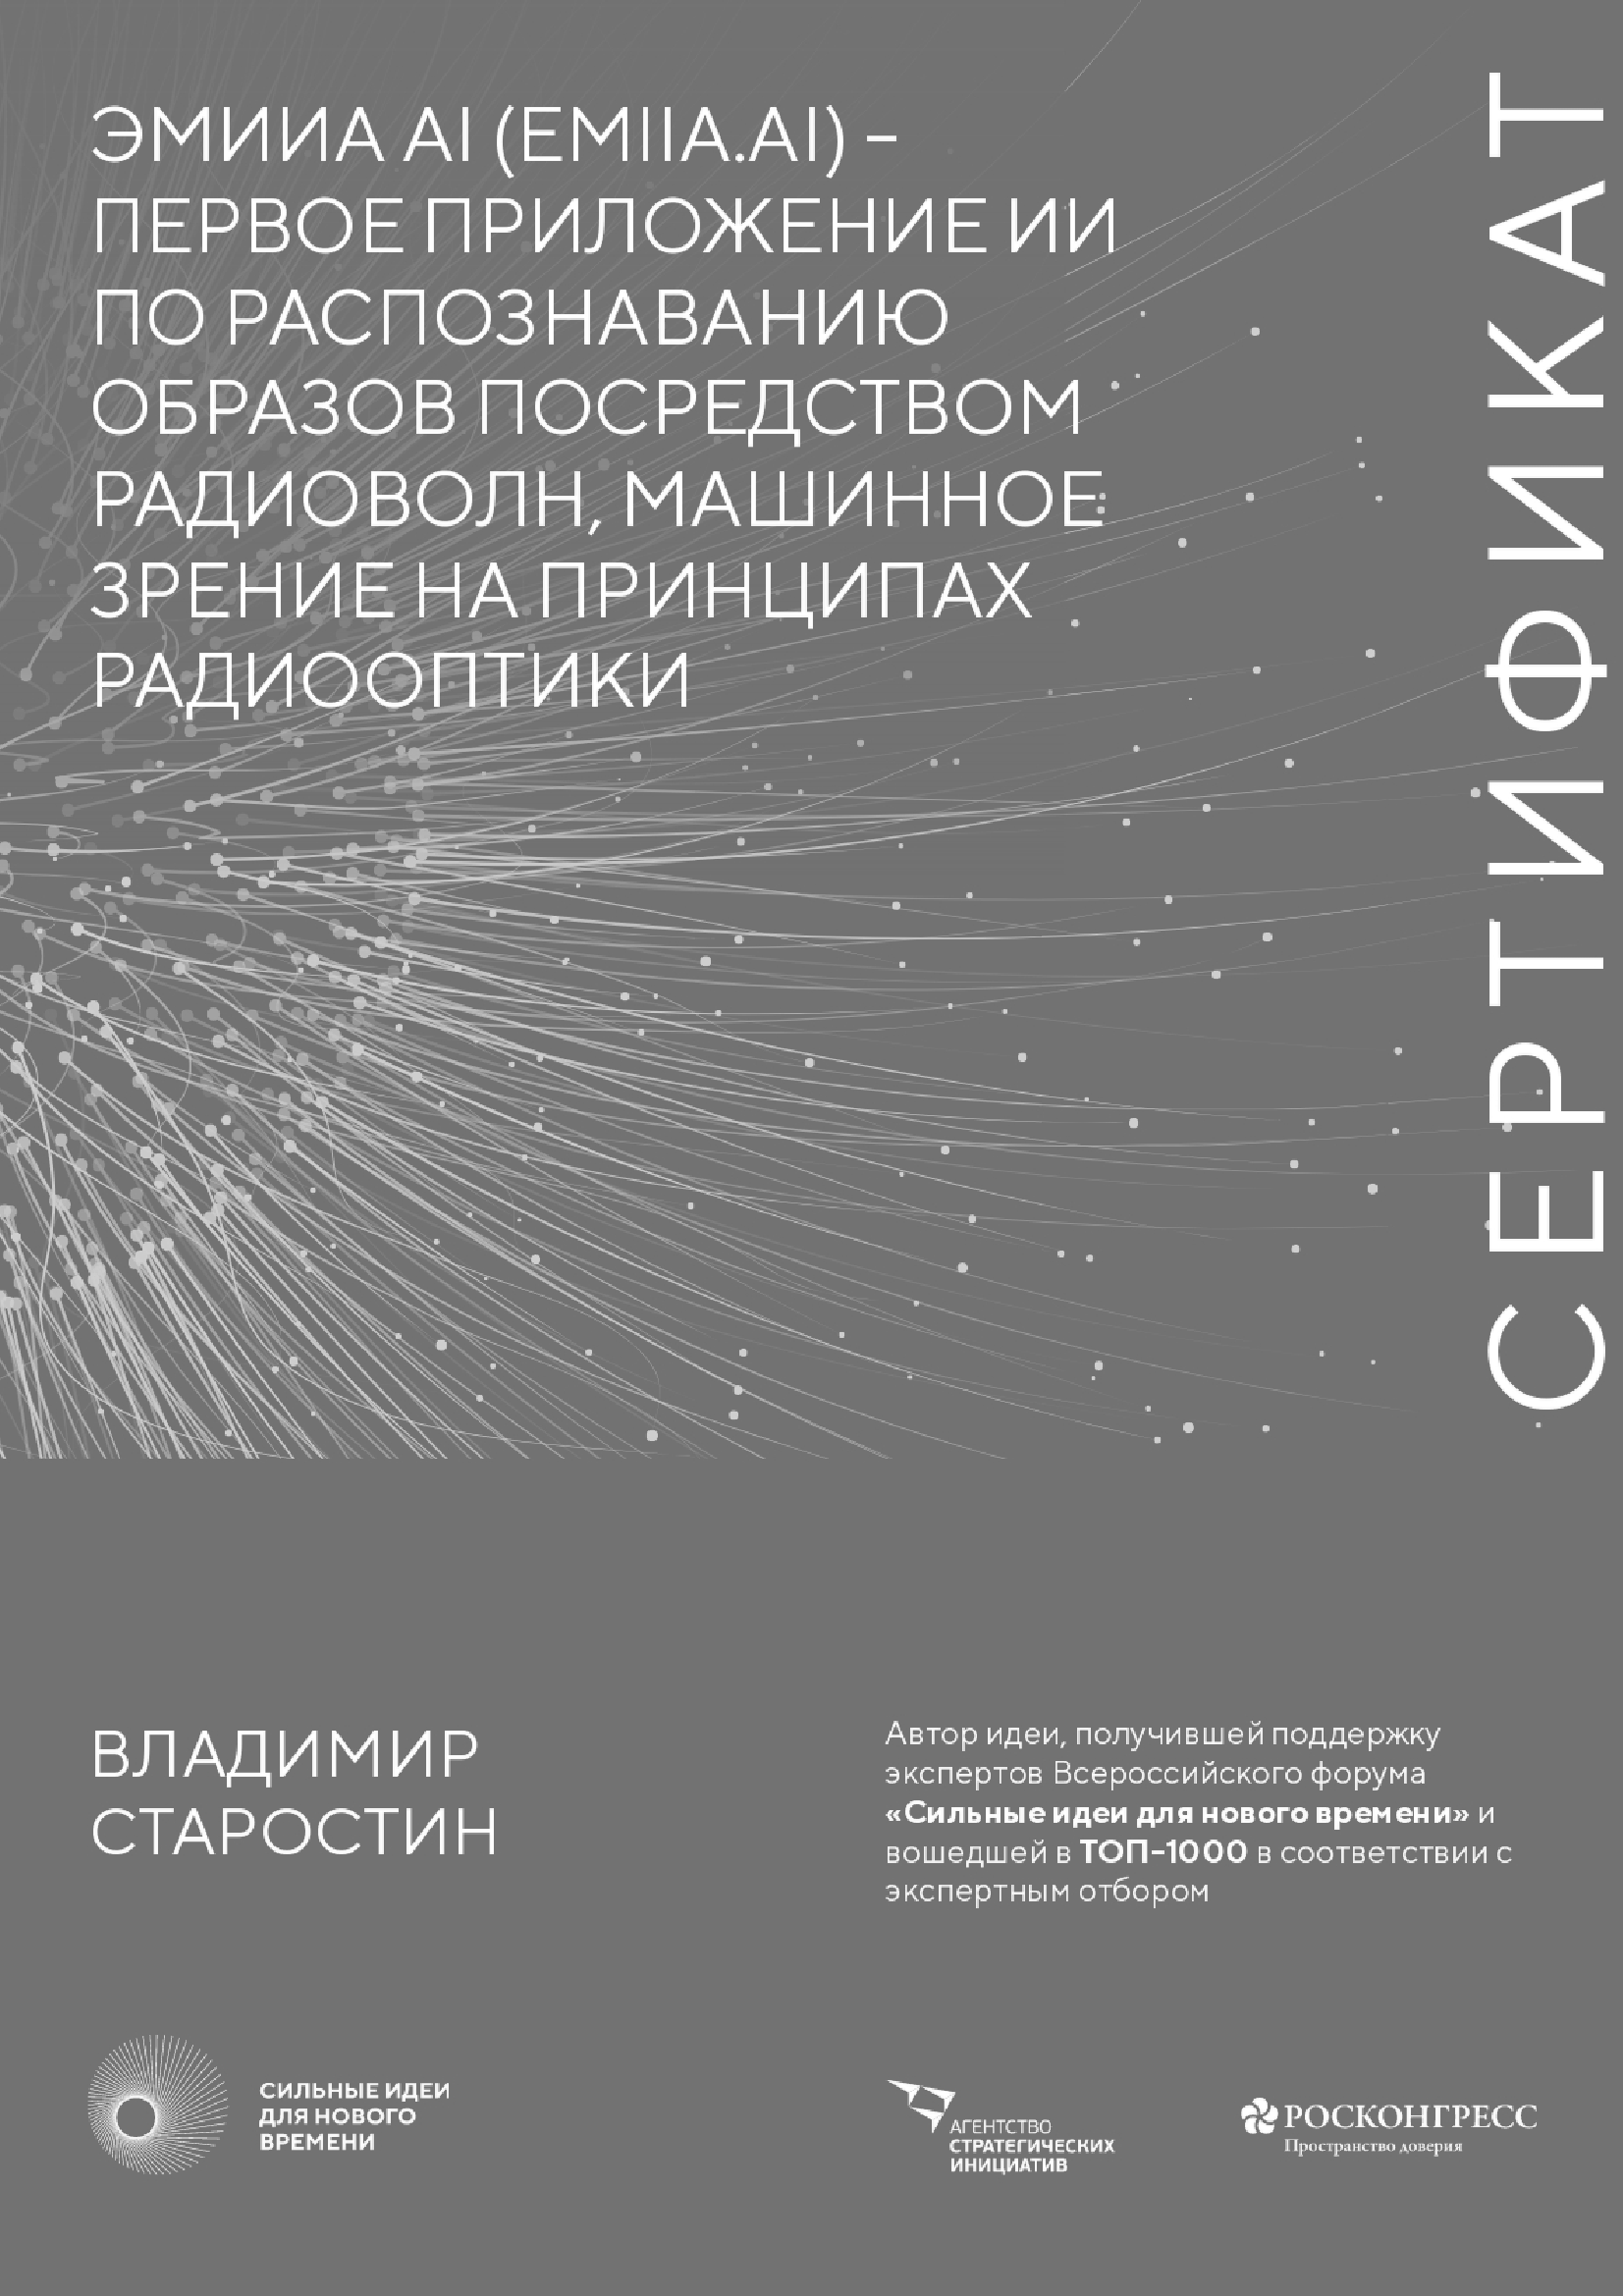 ЭМИИА AI (EMIIA.AI) –
ПЕРВОЕ ПРИЛОЖЕНИЕ ИИ
ПО РАСПОЗНАВАНИЮ
ОБРАЗОВ ПОСРЕДСТВОМ
РАДИОВОЛН, МАШИННОЕ
ЗРЕНИЕ НА ПРИНЦИПАХ
РАДИООПТИКИ
СЕРТИФИКАТ
ВЛАДИМИР
СТАРОСТИН
Автор идеи, получившей поддержку
экспертов Всероссийского форума
«Сильные идеи для нового времени» и
вошедшей в ТОП-1000 в соответствии с
экспертным отбором
СИЛЬНЫЕ ИДЕИ
ДЛЯ НОВОГО
ВРЕМЕНИ
АГЕНТСТВО
СТРАТЕГИЧЕСКИХ
ИНИЦИАТИВ
РОСКОНГРЕСС
Пространство доверия